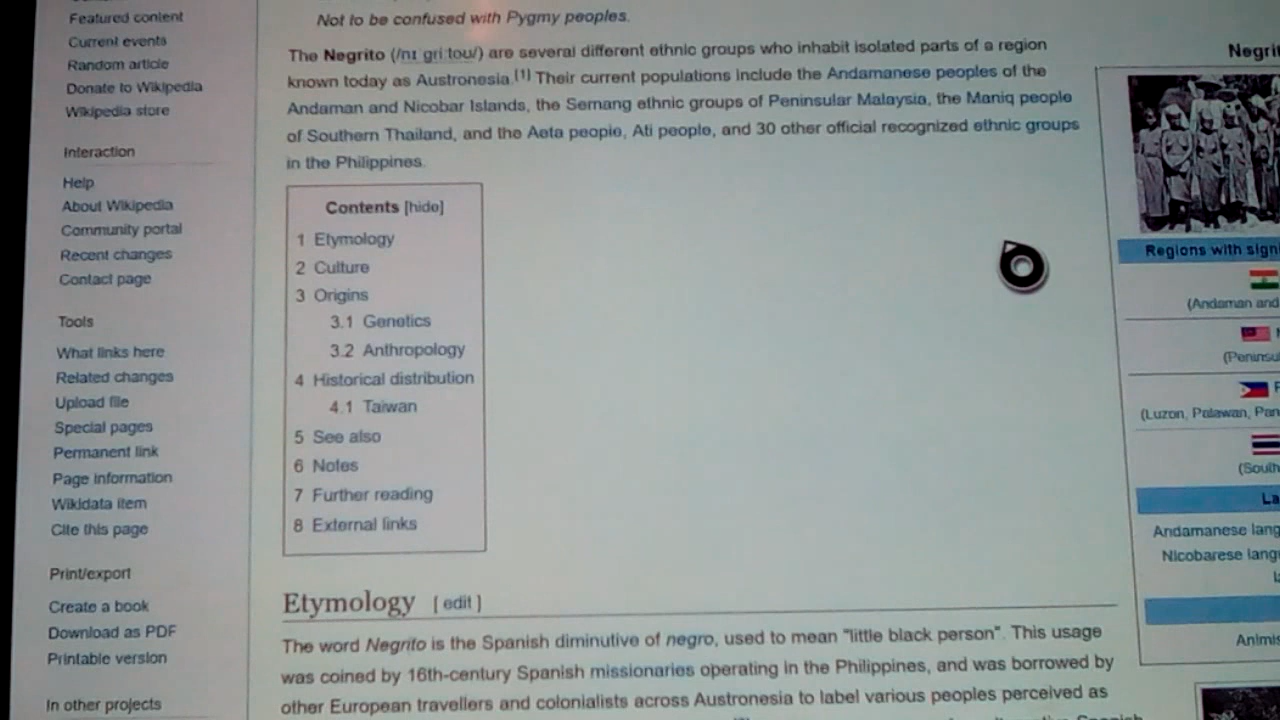 Featured content
Current events
Random article
Donate to Wikipedia
Wikipedia store
Interaction
Help
About Wikipedia
Community portal
Recent changes
Contact page
Tools
What links here
Related changes
Upload file
Special pages
Permanent link
Page information
Wikidata item
Cite this page
Print/export
Create a book
Download as PDF
Printable version
In other projects
Not to be confused with Pygmy peoples.
The Negrito (/nɪˈɡriːtoʊ/) are several different ethnic groups who inhabit isolated parts of a region
known today as Austronesia.[1] Their current populations include the Andamanese peoples of the
Andaman and Nicobar Islands, the Semang ethnic groups of Peninsular Malaysia, the Maniq people
of Southern Thailand, and the Aeta people, Ati people, and 30 other official recognized ethnic groups
in the Philippines.
Contents [hide]
1 Etymology
2 Culture
3 Origins
3.1 Genetics
3.2 Anthropology
4 Historical distribution
4.1 Taiwan
5 See also
6 Notes
7 Further reading
8 External links
Etymology [ edit ]
The word Negrito is the Spanish diminutive of negro, used to mean "little black person". This usage
was coined by 16th-century Spanish missionaries operating in the Philippines, and was borrowed by
other European travellers and colonialists across Austronesia to label various peoples perceived as
Negrit
Regions with sign
(Andaman and
(Peninsu
(Luzon, Palawan, Pan
(South
La
Andamanese lang
Nicobarese lang
Animis